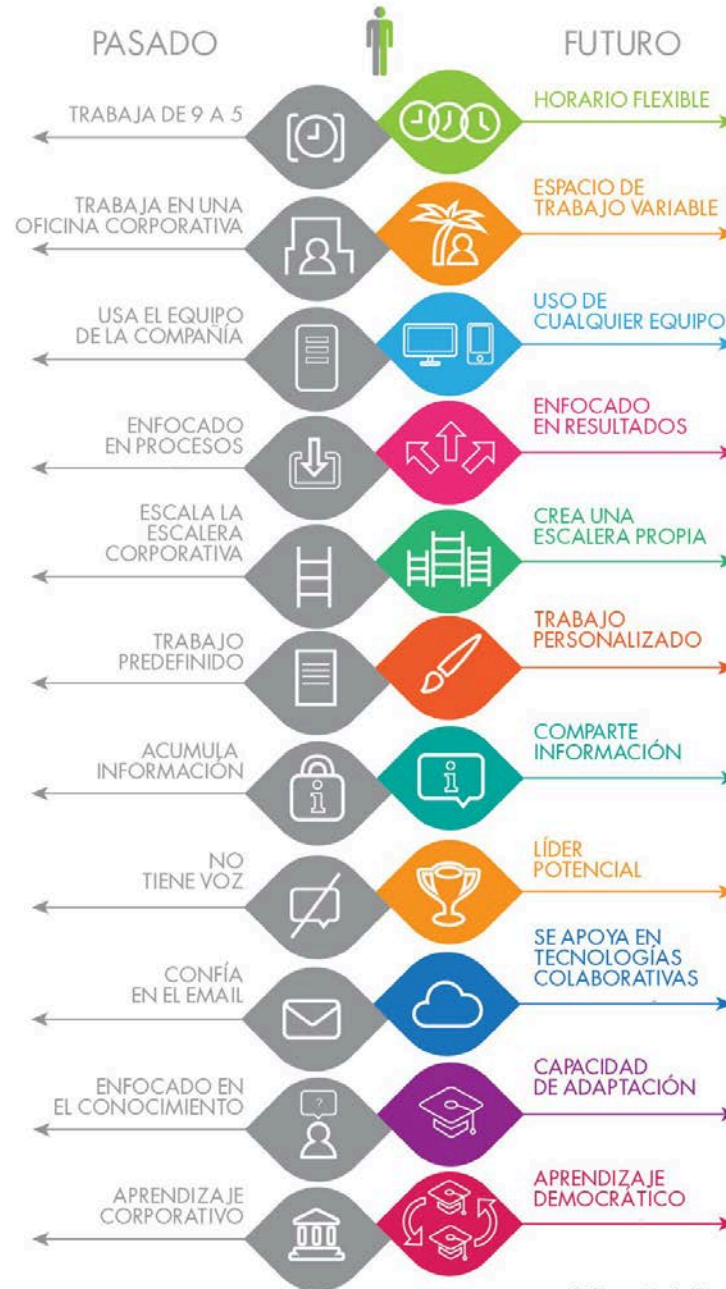 PASADO
FUTURO
TRABAJA DE 9 A 5
HORARIO FLEXIBLE
TRABAJA EN UNA
OFICINA CORPORATIVA
ESPACIO DE
TRABAJO VARIABLE
USA EL EQUIPO
DE LA COMPAÑÍA
USO DE
CUALQUIER EQUIPO
ENFOCADO
EN PROCESOS
ENFOCADO
EN RESULTADOS
ESCALA LA
ESCALERA
CORPORATIVA
CREA UNA
ESCALERA PROPIA
TRABAJO
PREDEFINIDO
TRABAJO
PERSONALIZADO
ACUMULA
INFORMACIÓN
i
COMPARTE
INFORMACIÓN
i
NO
TIENE VOZ
LÍDER
POTENCIAL
CONFÍA
EN EL EMAIL
SE APOYA EN
TECNOLOGÍAS
COLABORATIVAS
ENFOCADO EN
EL CONOCIMIENTO
?
CAPACIDAD
DE ADAPTACIÓN
APRENDIZAJE
CORPORATIVO
APRENDIZAJE
DEMOCRÁTICO